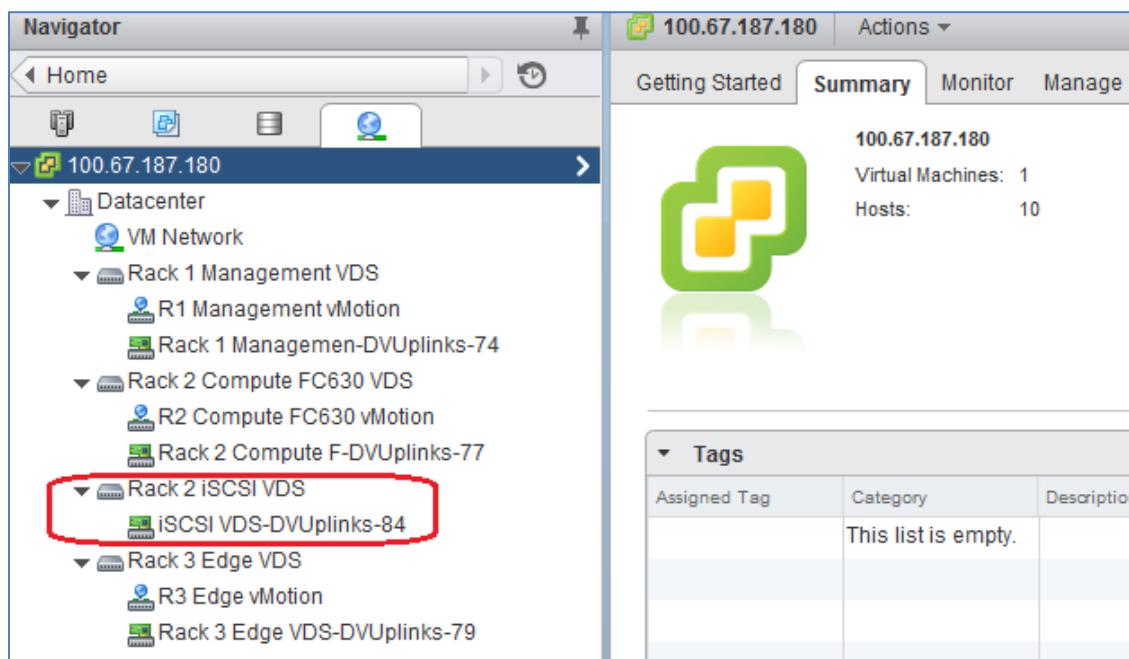 Navigator
Home
100.67.187.180
Datacenter
VM Network
Rack 1 Management VDS
R1 Management vMotion
Rack 1 Managemen-DVUplinks-74
Rack 2 Compute FC630 VDS
R2 Compute FC630 vMotion
Rack 2 Compute F-DVUplinks-77
Rack 2 iSCSI VDS
iSCSI VDS-DVUplinks-84
Rack 3 Edge VDS
R3 Edge vMotion
Rack 3 Edge VDS-DVUplinks-79
100.67.187.180 Actions
Getting Started Summary Monitor Manage
100.67.187.180
Virtual Machines: 1
Hosts: 10
Tags
Assigned Tag Category Descriptio
This list is empty.